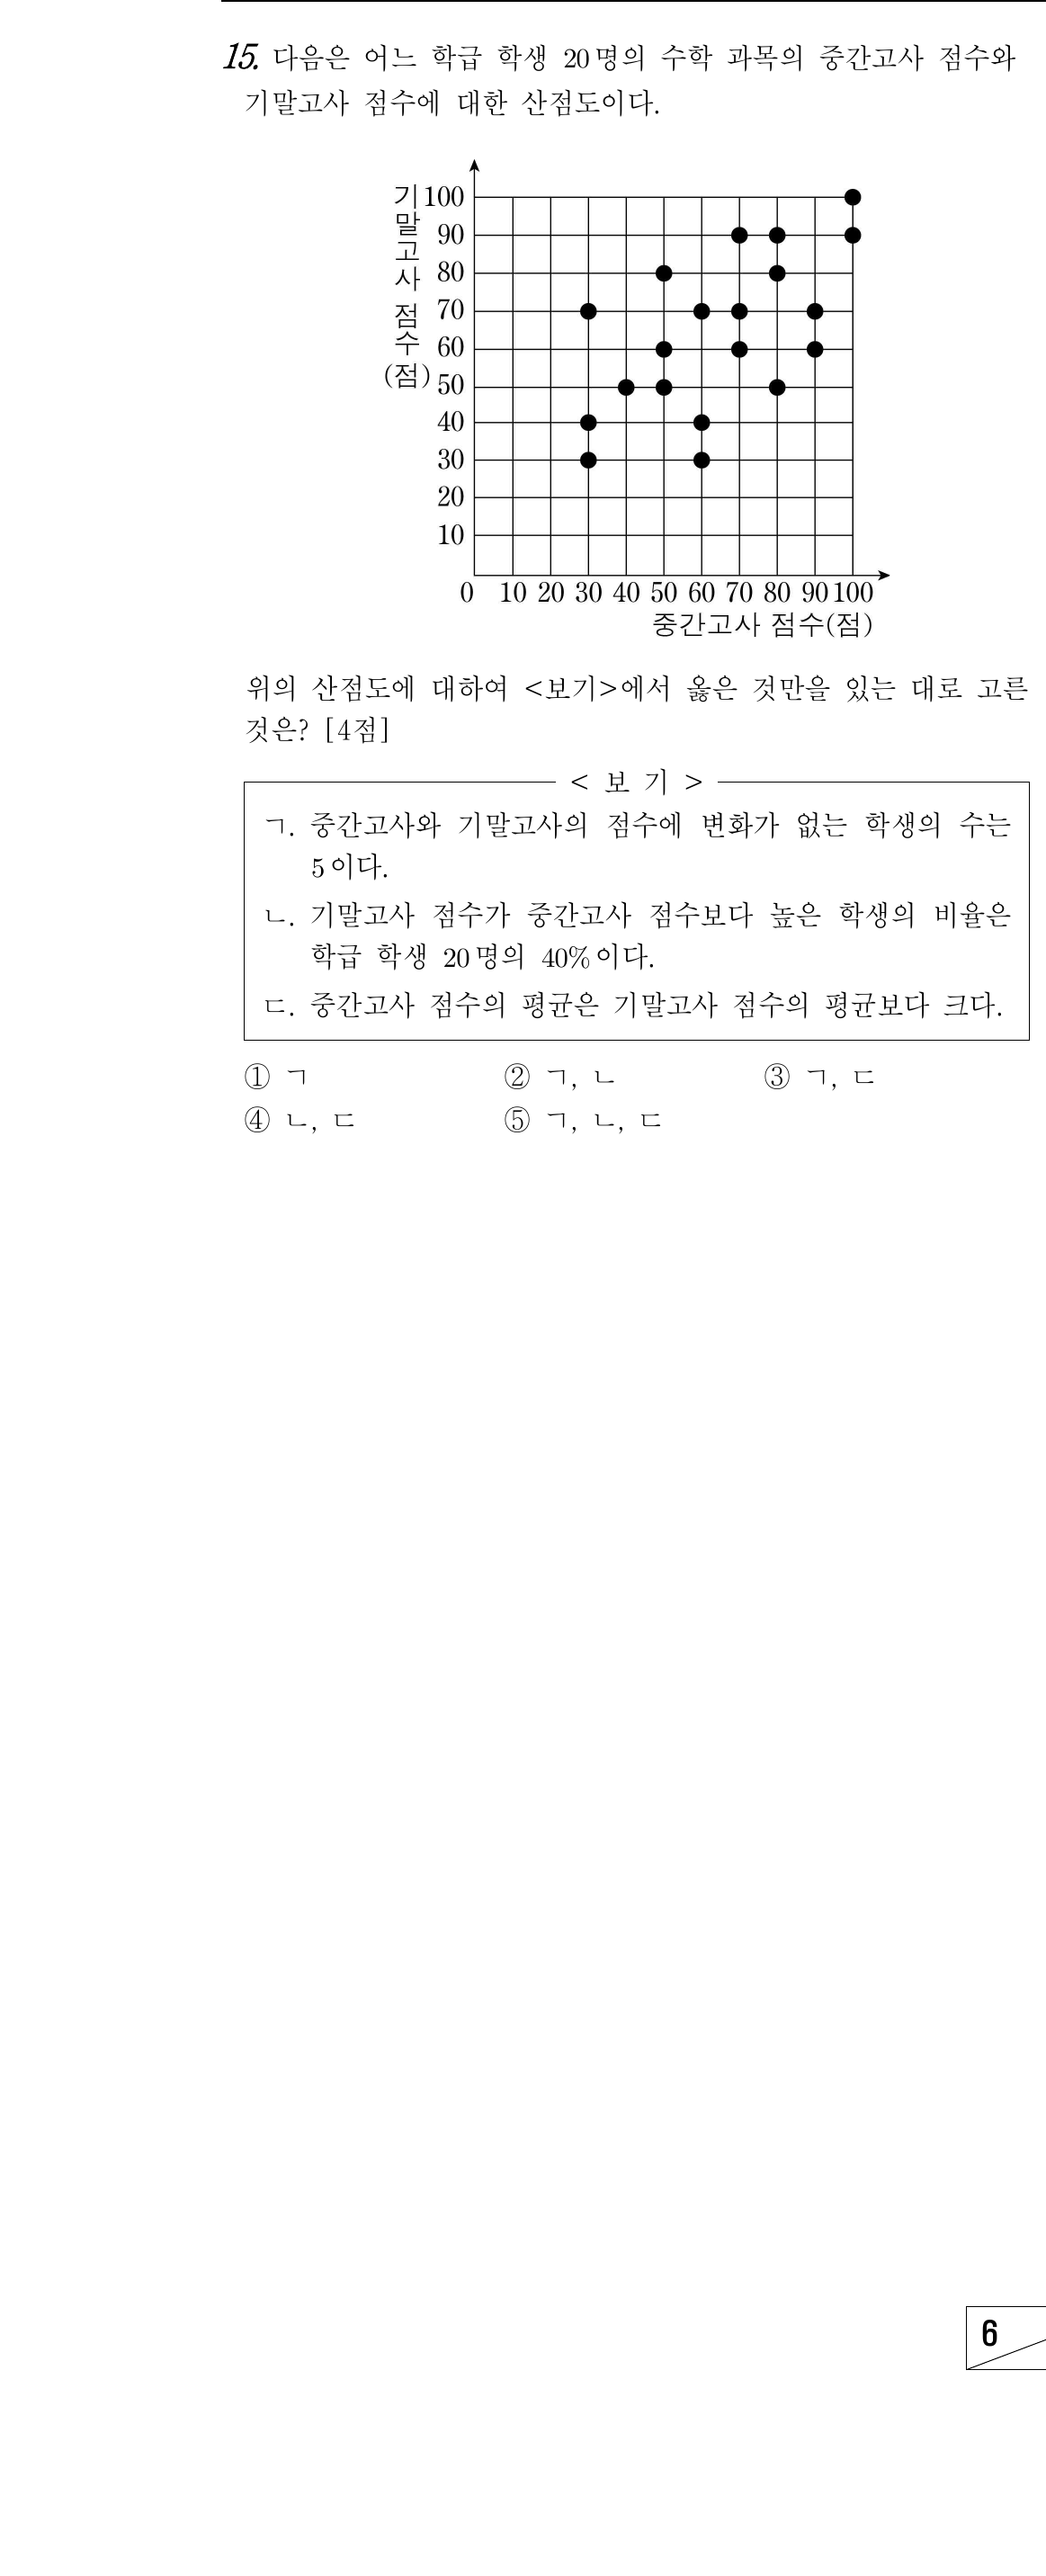 15. 다음은 어느 학급 학생 20명의 수학 과목의 중간고사 점수와
기말고사 점수에 대한 산점도이다.
기말고사 점수(점)
100
90
80
70
60
50
40
30
20
10
0 10 20 30 40 50 60 70 80 90 100
중간고사 점수(점)
위의 산점도에 대하여 <보기>에서 옳은 것만을 있는 대로 고른
것은? [4점]
< 보 기 >
ㄱ. 중간고사와 기말고사의 점수에 변화가 없는 학생의 수는
5이다.
ㄴ. 기말고사 점수가 중간고사 점수보다 높은 학생의 비율은
학급 학생 20명의 40%이다.
ㄷ. 중간고사 점수의 평균은 기말고사 점수의 평균보다 크다.
① ㄱ ② ㄱ, ㄴ ③ ㄱ, ㄷ
④ ㄴ, ㄷ ⑤ ㄱ, ㄴ, ㄷ
6